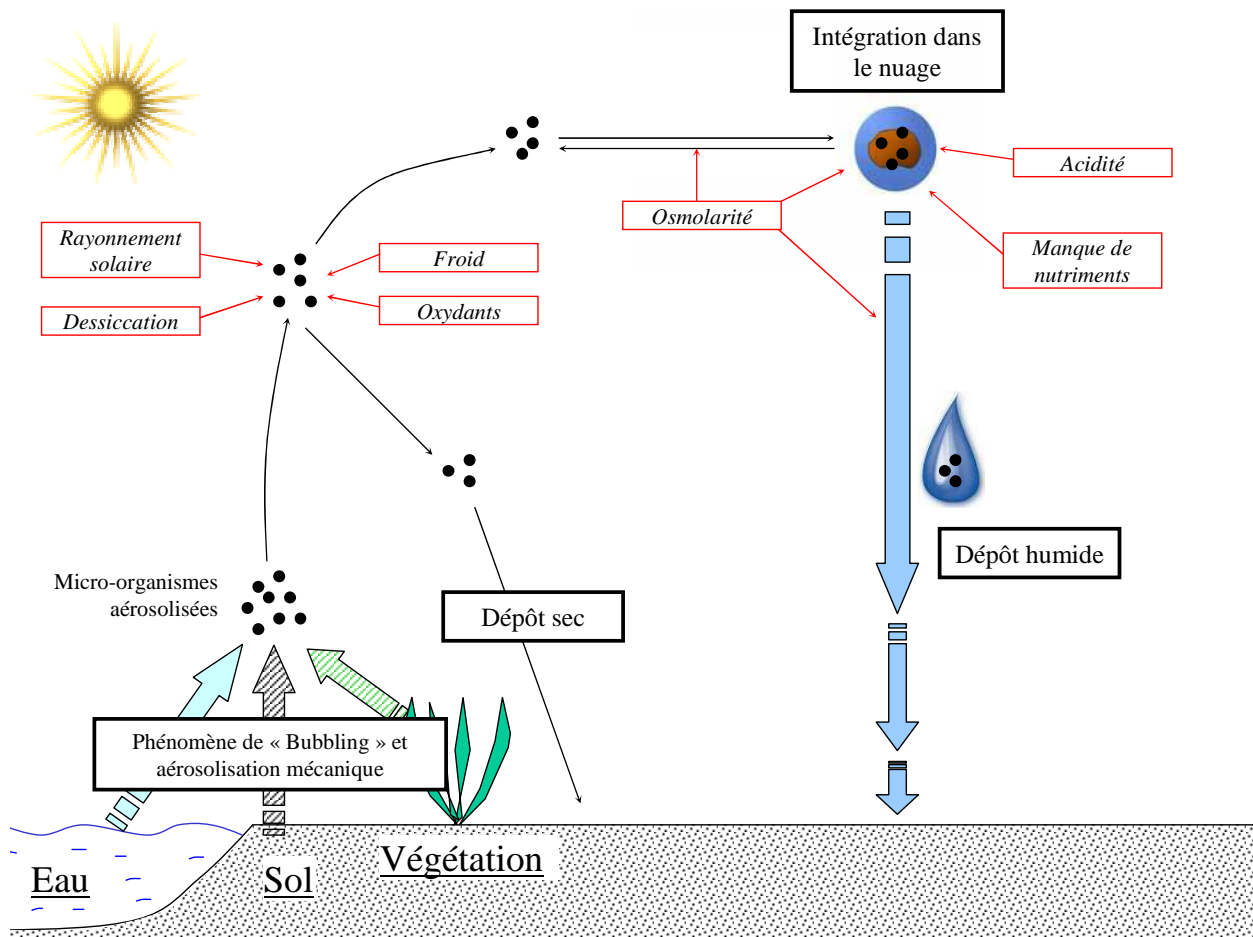 Intégration dans
le nuage
Acidité
Osmolarité
Rayonnement
solaire
Froid
Manque de
nutriments
Dessiccation
Oxydants
Dépôt humide
Micro-organismes
aérosolisées
Dépôt sec
Phénomène de « Bubbling » et
aérosolisation mécanique
Eau
Sol
Végétation